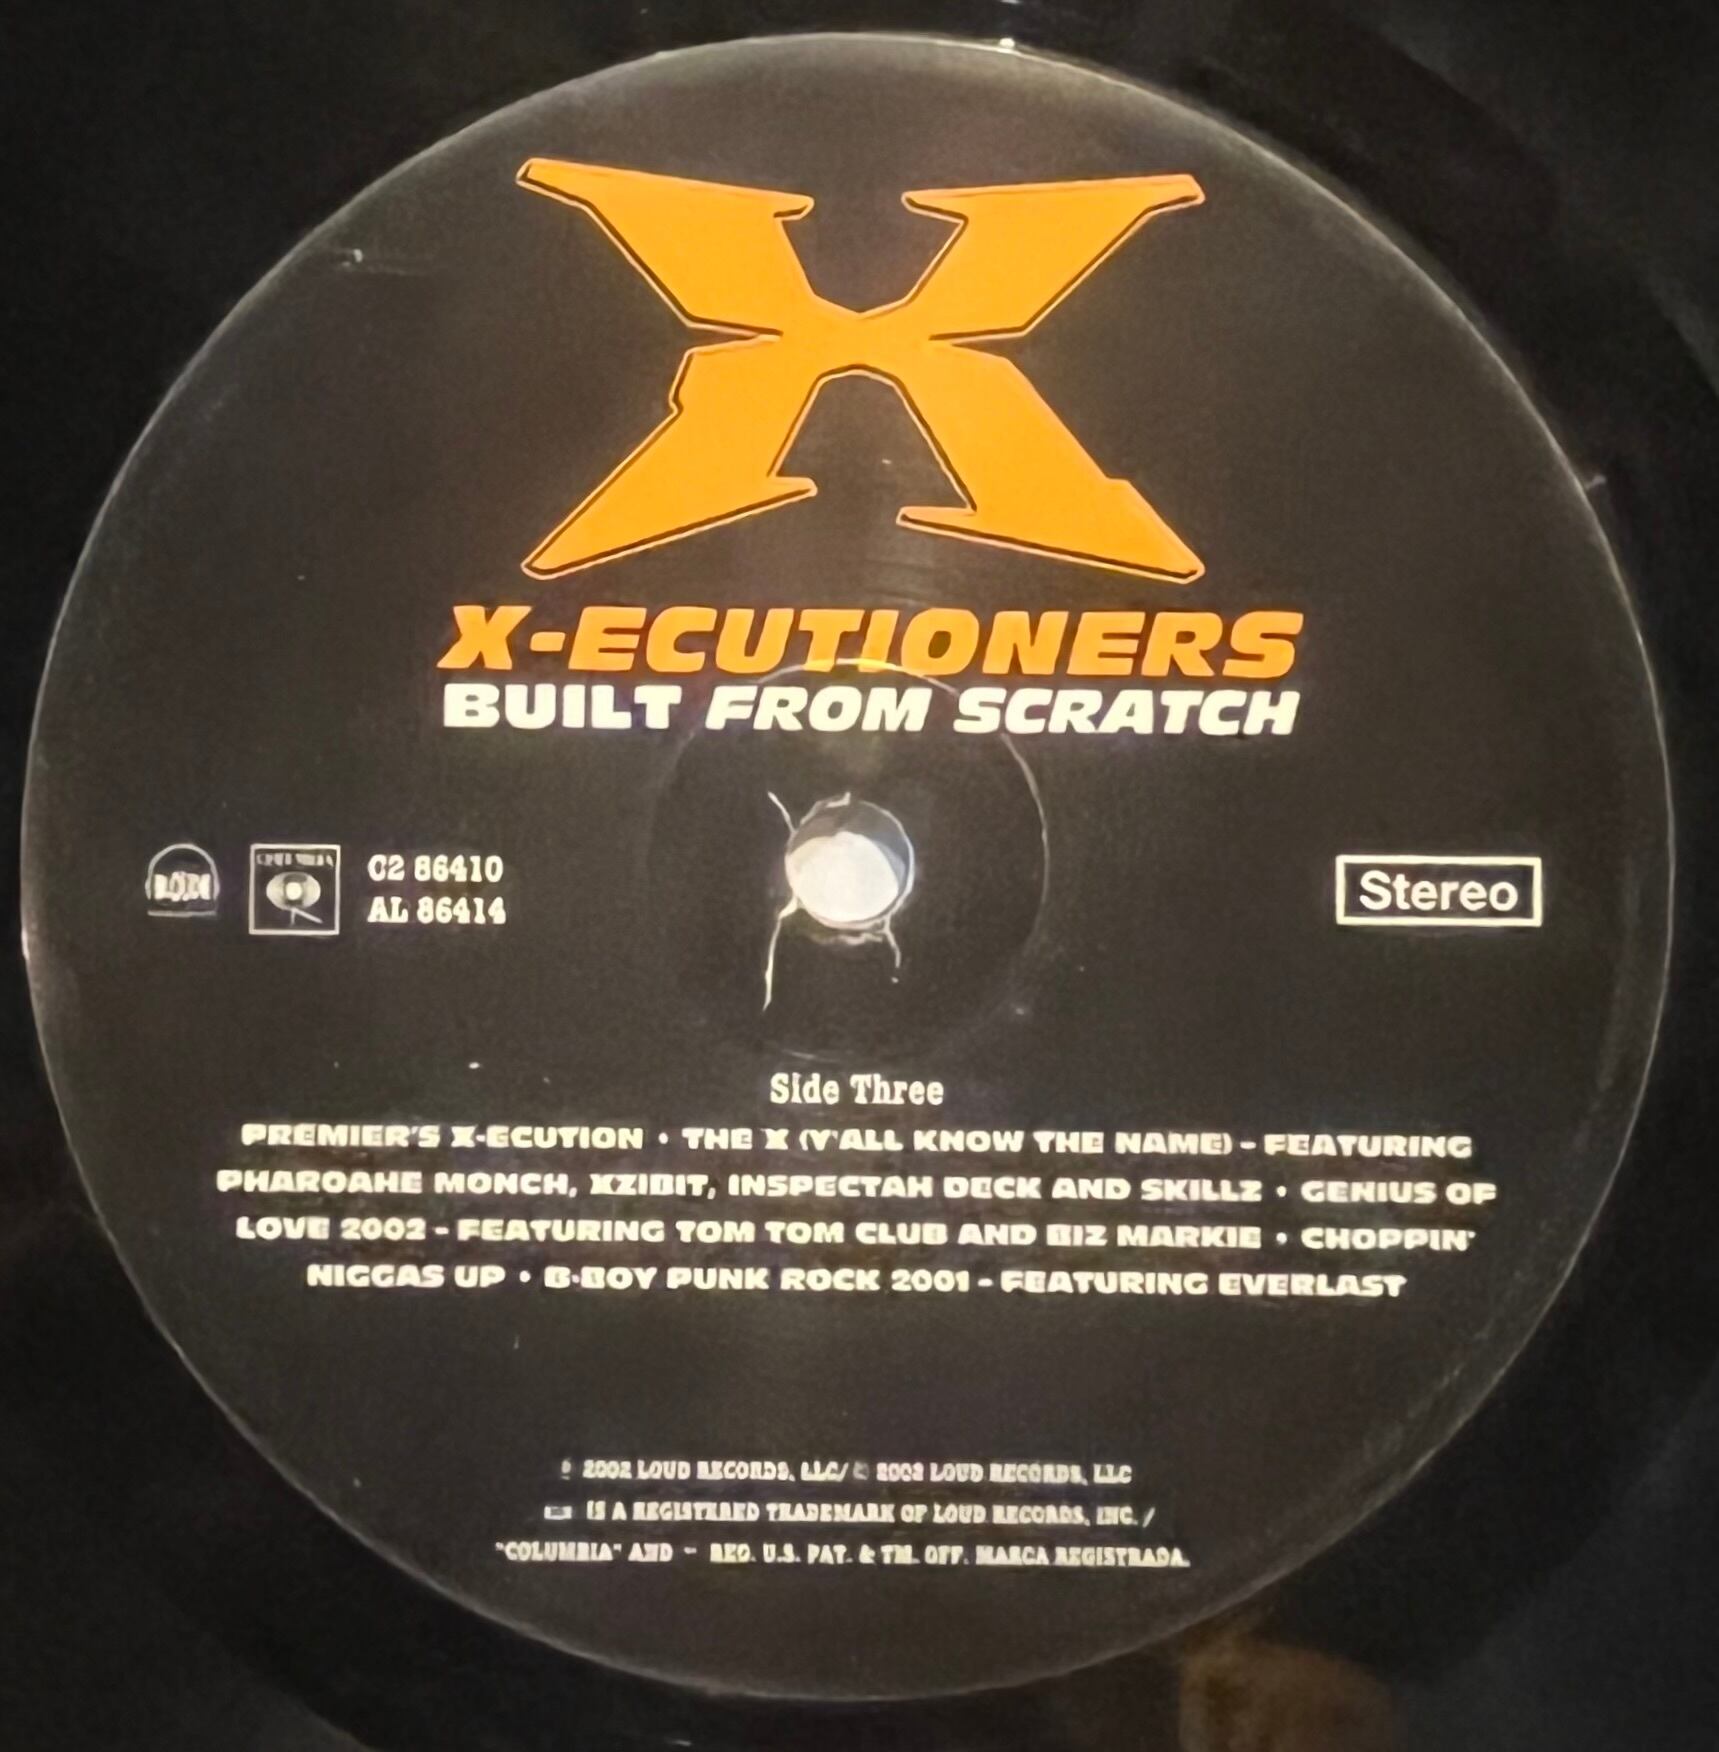 X
X-ECUTIONERS
BUILT FROM SCRATCH
LOUD
COLUMBIA
C2 86410
AL 86414
Stereo
Side Three
PREMIER'S X-ECUTION • THE X (Y'ALL KNOW THE NAME) - FEATURING
PHAROAHE MONCH, XZIBIT, INSPECTAH DECK AND SKILLZ • GENIUS OF
LOVE 2002 - FEATURING TOM TOM CLUB AND BIZ MARKIE • CHOPPIN'
NIGGAS UP • B-BOY PUNK ROCK 2001 - FEATURING EVERLAST
℗ 2002 LOUD RECORDS, LLC/ © 2002 LOUD RECORDS, LLC
IS A REGISTERED TRADEMARK OF LOUD RECORDS, INC. /
"COLUMBIA" AND REG. U.S. PAT. & TM. OFF. MARCA REGISTRADA.